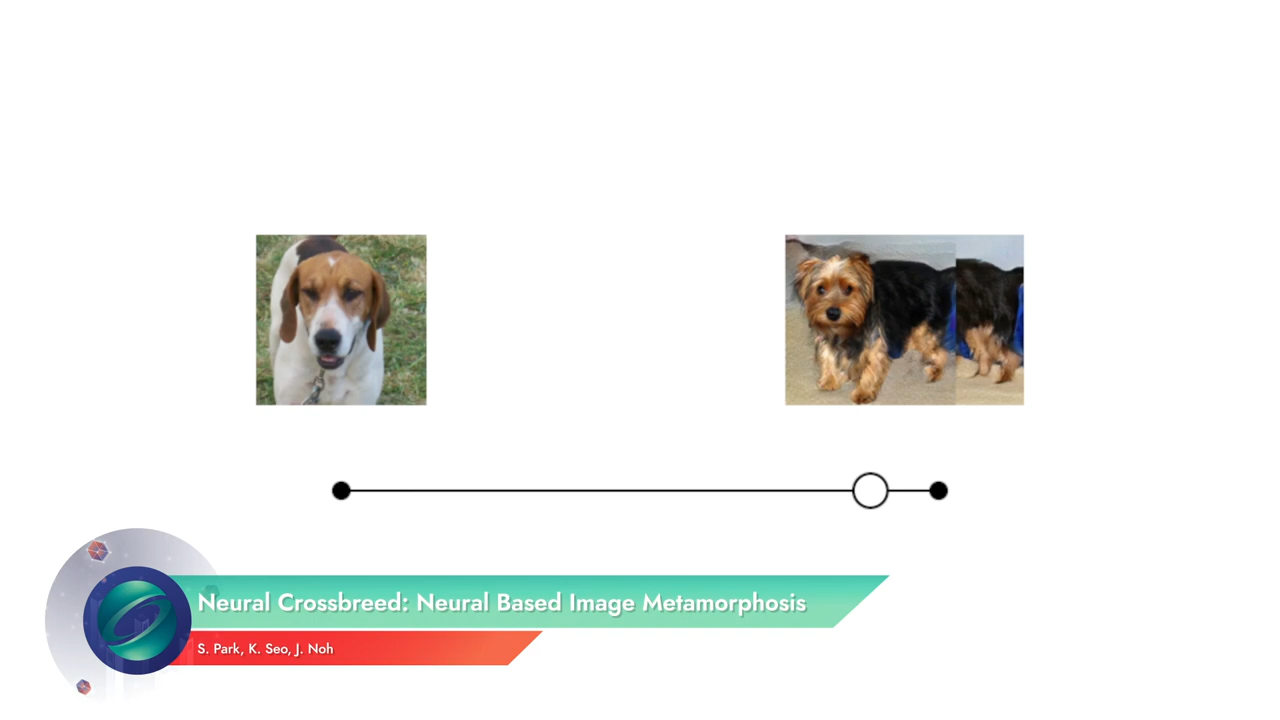 Neural Crossbreed: Neural Based Image Metamorphosis
S. Park, K. Seo, J. Noh